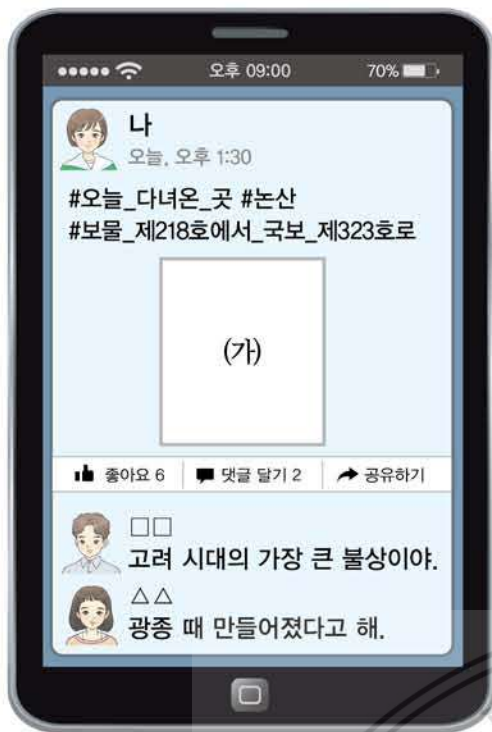 오후 09:00 70%
나
오늘, 오후 1:30
#오늘_다녀온_곳 #논산
#보물_제218호에서_국보_제323호로
(가)
좋아요 6 댓글 달기 2 공유하기
□□
고려 시대의 가장 큰 불상이야.
△△
광종 때 만들어졌다고 해.